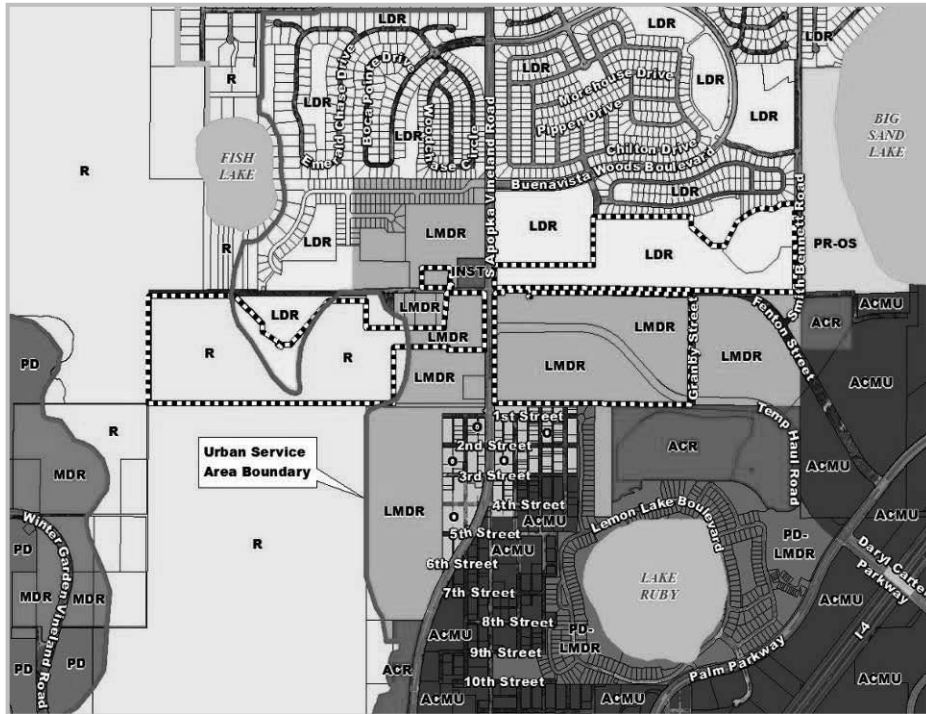 LDR
LDR
LDR
R
LDR
Emerald Chase Drive
Boca Pointe Drive
LDR
Woodchase Circle
S Apopka Vineland Road
LDR
Morehouse Drive
Pippen Drive
Chilton Drive
Buenavista Woods Boulevard
LDR
LDR
LDR
BIG
SAND
LAKE
FISH
LAKE
R
R
LDR
LMDR
INST
LDR
LDR
Smith Bennett Road
PR-OS
LDR
LMDR
LMDR
R
R
LMDR
LMDR
LMDR
Granby Street
LMDR
Fenton Street
ACR
ACMU
ACMU
PD
R
MDR
Urban Service
Area Boundary
LMDR
1st Street
O
O
2nd Street
O
O
3rd Street
4th Street
O
ACMU
5th Street
ACR
Temp Haul Road
ACMU
ACMU
Lemon Lake Boulevard
PD-
LMDR
Daryl Carter
Parkway
Winter Garden Vineland Road
PD
MDR
MDR
PD
PD
R
6th Street
ACMU
7th Street
8th Street
ACMU
9th Street
ACR
10th Street
ACMU
ACMU
PD-
LMDR
LAKE
RUBY
Palm Parkway
ACMU
I-4
ACMU